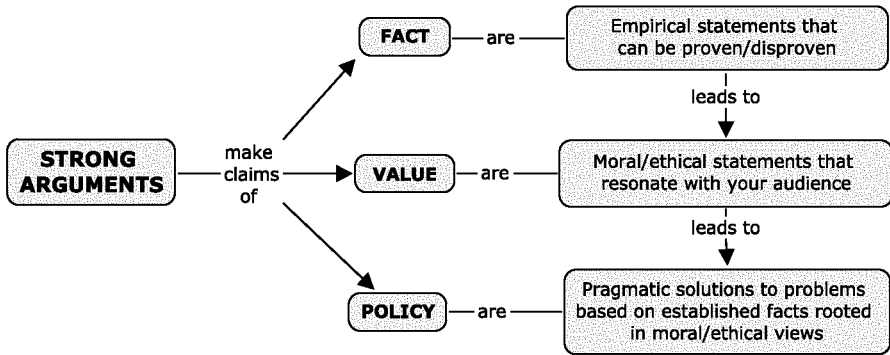 STRONG
ARGUMENTS
make
claims
of
FACT
are
Empirical statements that
can be proven/disproven
leads to
VALUE
are
Moral/ethical statements that
resonate with your audience
leads to
POLICY
are
Pragmatic solutions to problems
based on established facts rooted
in moral/ethical views